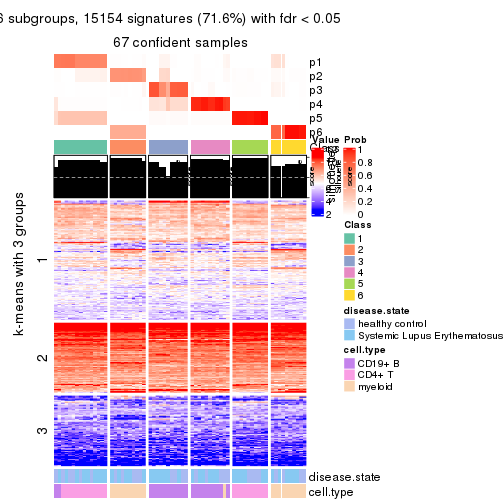 6 subgroups, 15154 signatures (71.6%) with fdr < 0.05
67 confident samples
p1
p2
p3
p4
p5
p6
Value
Prob
1
0.8
0.6
0.4
0.2
0
4
2
score
k-means with 3 groups
1
2
3
Class
1
2
3
4
5
6
disease.state
healthy control
Systemic Lupus Erythematosus
cell.type
CD19+ B
CD4+ T
myeloid
disease.state
cell.type